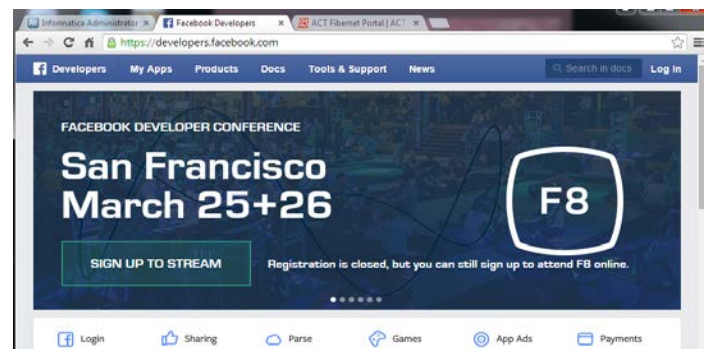 Informatica Administrator
Facebook Developers
ACT Fibernet Portal | ACT
https://developers.facebook.com
Developers My Apps Products Docs Tools & Support News Search in docs Log In
FACEBOOK DEVELOPER CONFERENCE
San Francisco
March 25+26
F8
SIGN UP TO STREAM
Registration is closed, but you can still sign up to attend F8 online.
Login Sharing Parse Games App Ads Payments